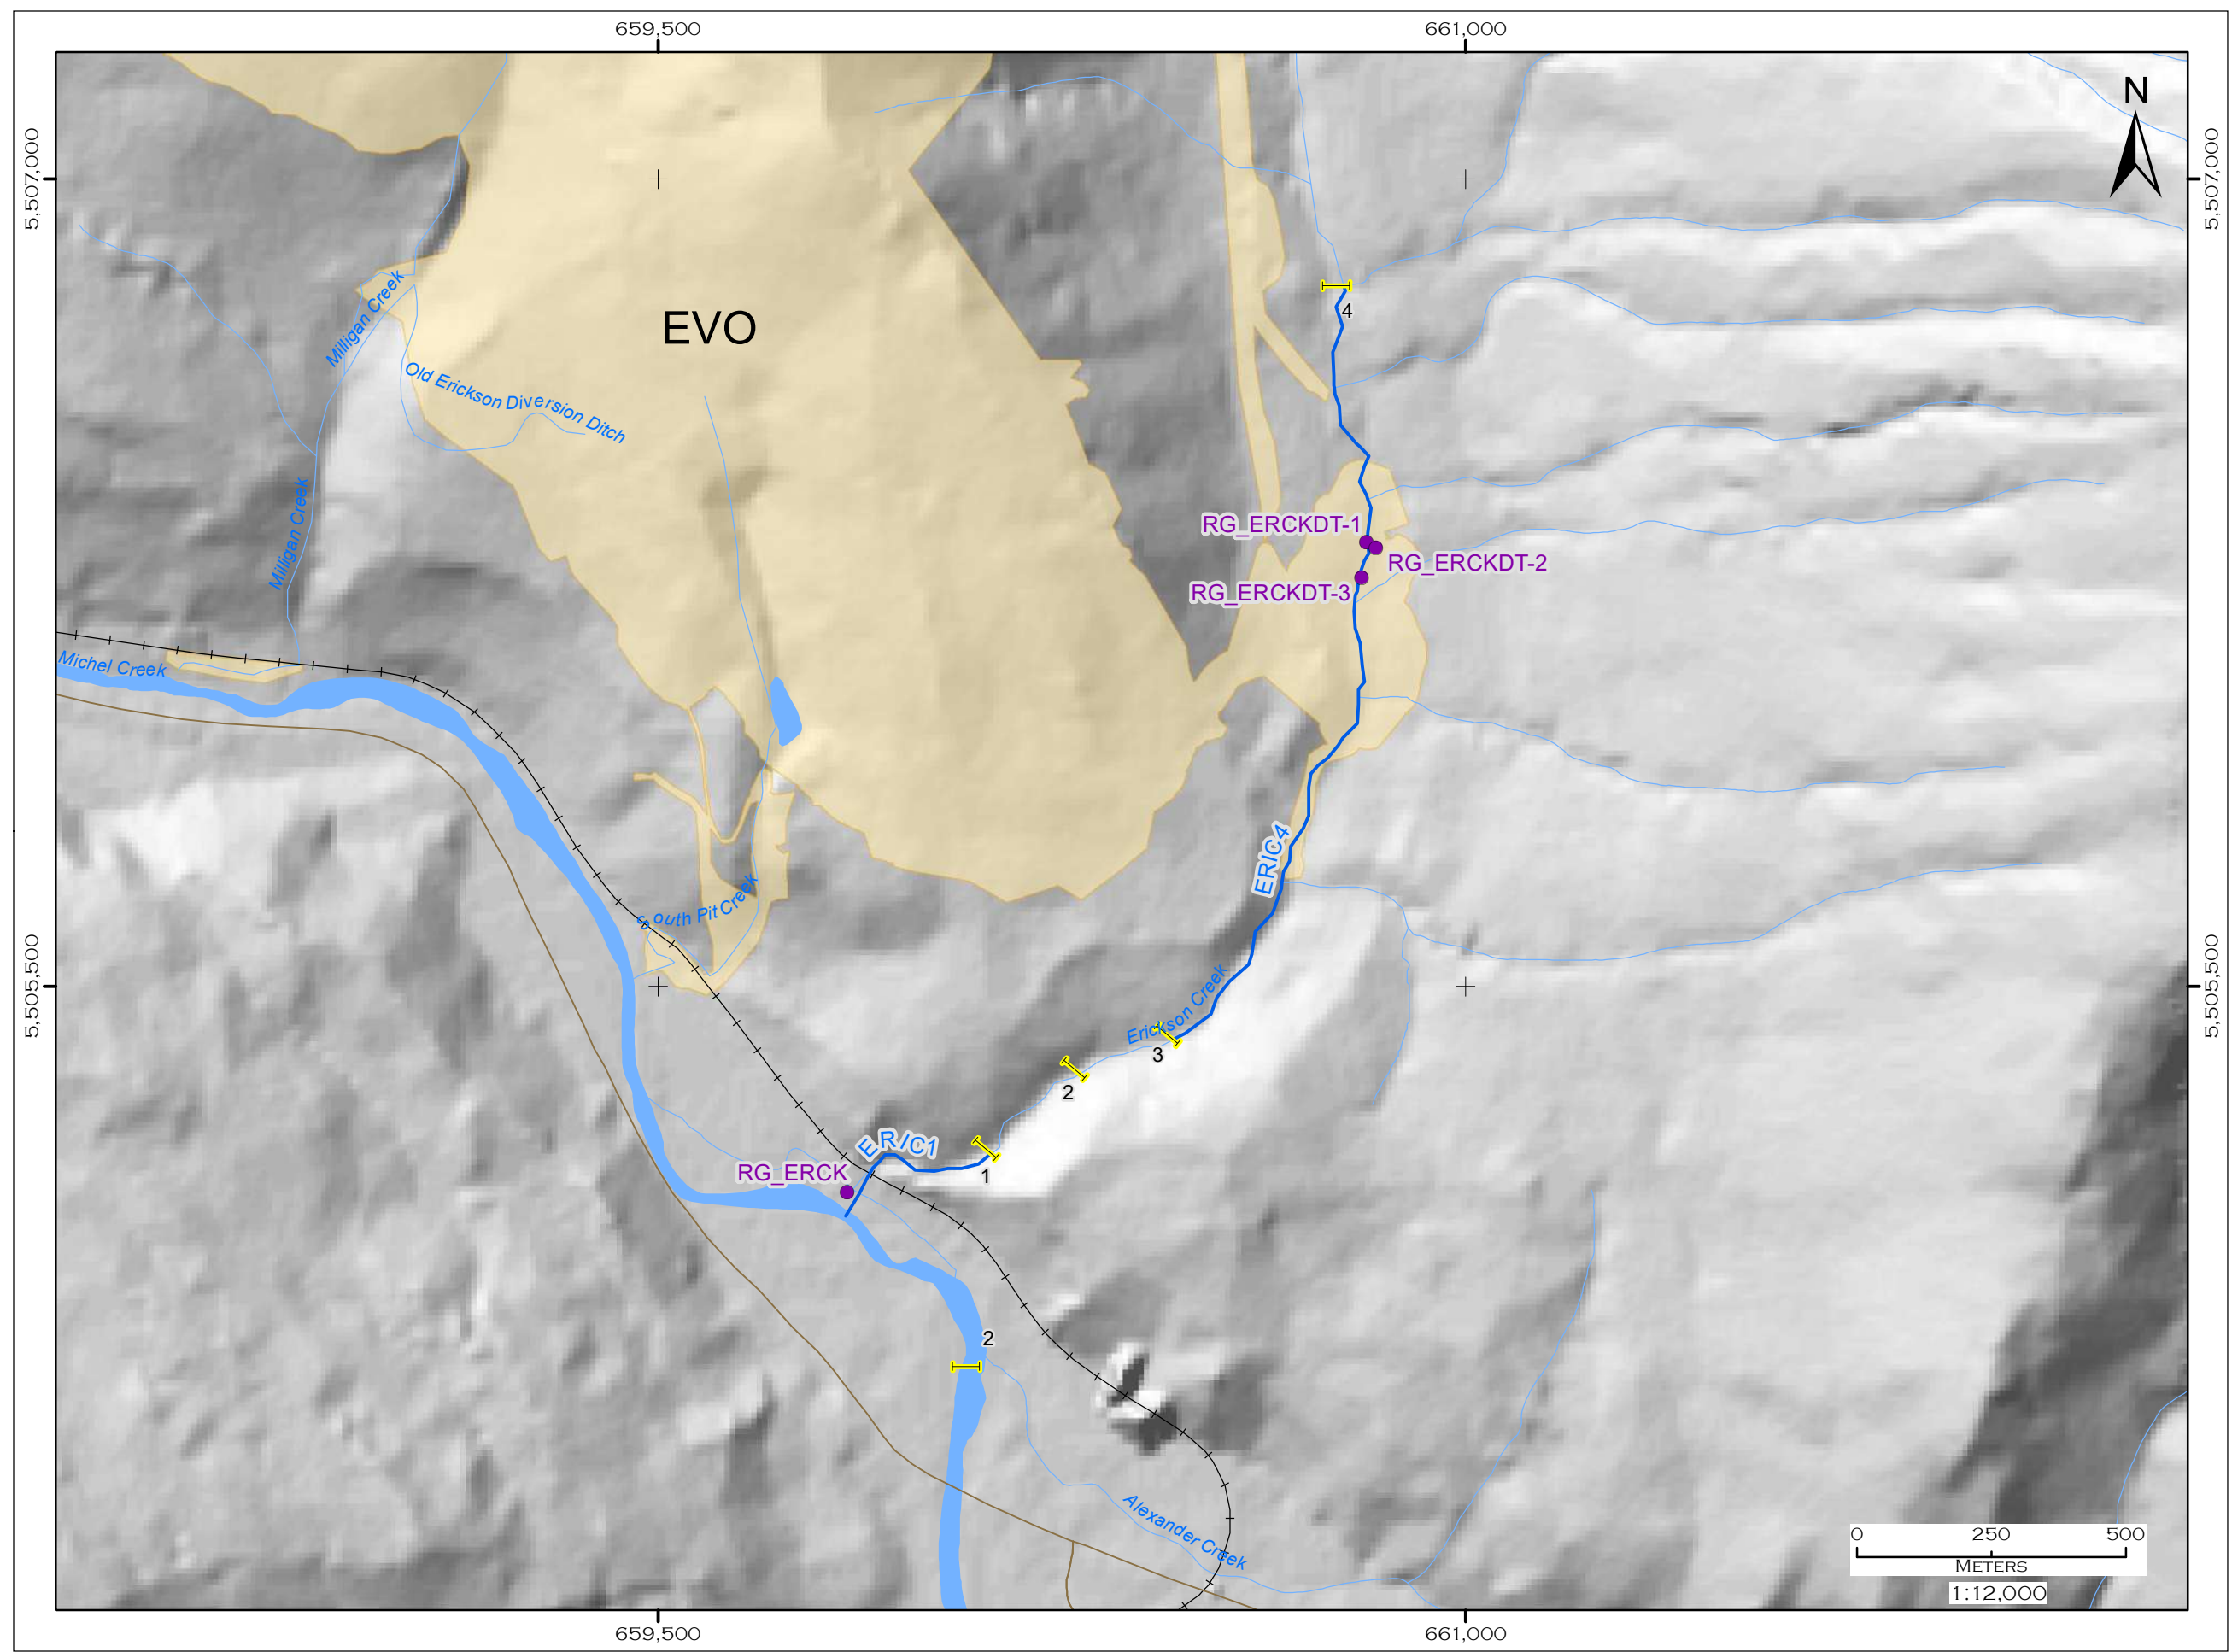 659,500
661,000
N
5,507,000
5,507,000
Milligan Creek
4
EVO
Old Erickson Diversion Ditch
Milligan Creek
RG_ERCKDT-1
RG_ERCKDT-2
RG_ERCKDT-3
Michel Creek
ERIC4
South Pit Creek
5,505,500
5,505,500
Erickson Creek
3
2
ERIC1
RG_ERCK
1
2
Alexander Creek
0 250 500
METERS
1:12,000
659,500
661,000